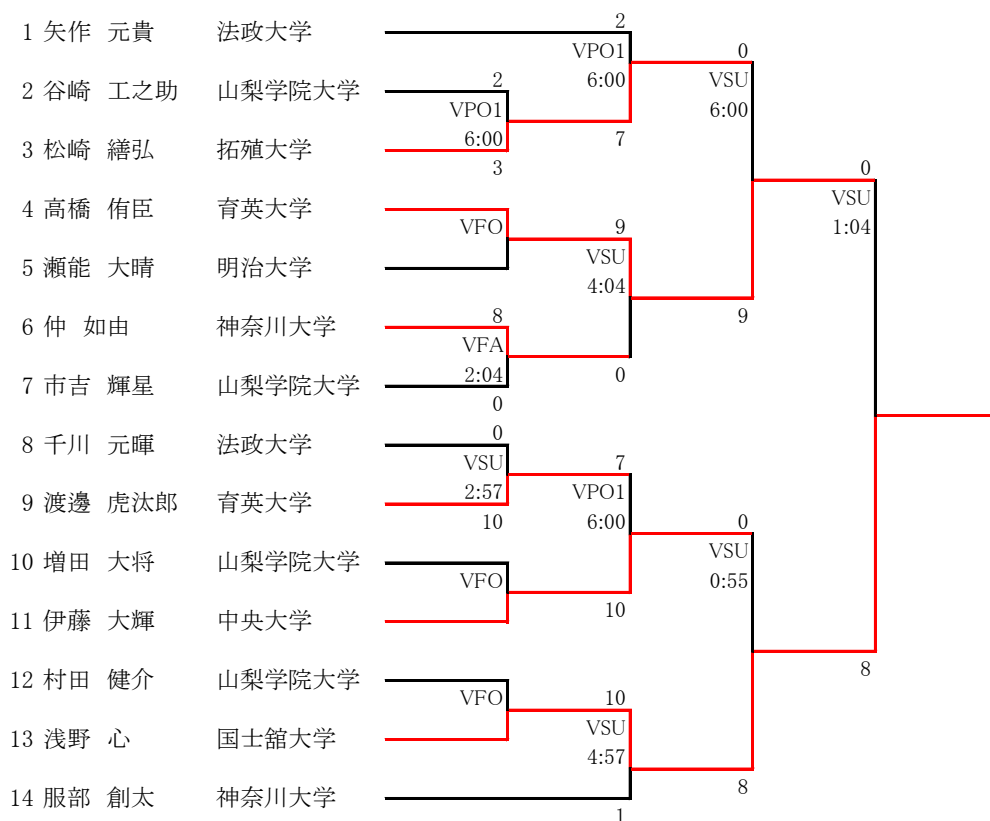 2
1 矢作 元貴 法政大学
VPO1
0
6:00
VSU
2
2 谷崎 工之助 山梨学院大学
6:00
VPO1
6:00
7
3 松崎 繕弘 拓殖大学
3
0
VSU
4 高橋 侑臣 育英大学
1:04
VFO
9
VSU
5 瀬能 大晴 明治大学
4:04
8
9
6 仲 如由 神奈川大学
VFA
2:04
0
7 市吉 輝星 山梨学院大学
0
0
8 千川 元暉 法政大学
VSU
7
2:57
VPO1
9 渡邊 虎汰郎 育英大学
10
6:00
0
VSU
10 増田 大将 山梨学院大学
VFO
0:55
10
11 伊藤 大輝 中央大学
8
12 村田 健介 山梨学院大学
VFO
10
VSU
13 浅野 心 国士舘大学
4:57
8
14 服部 創太 神奈川大学
1